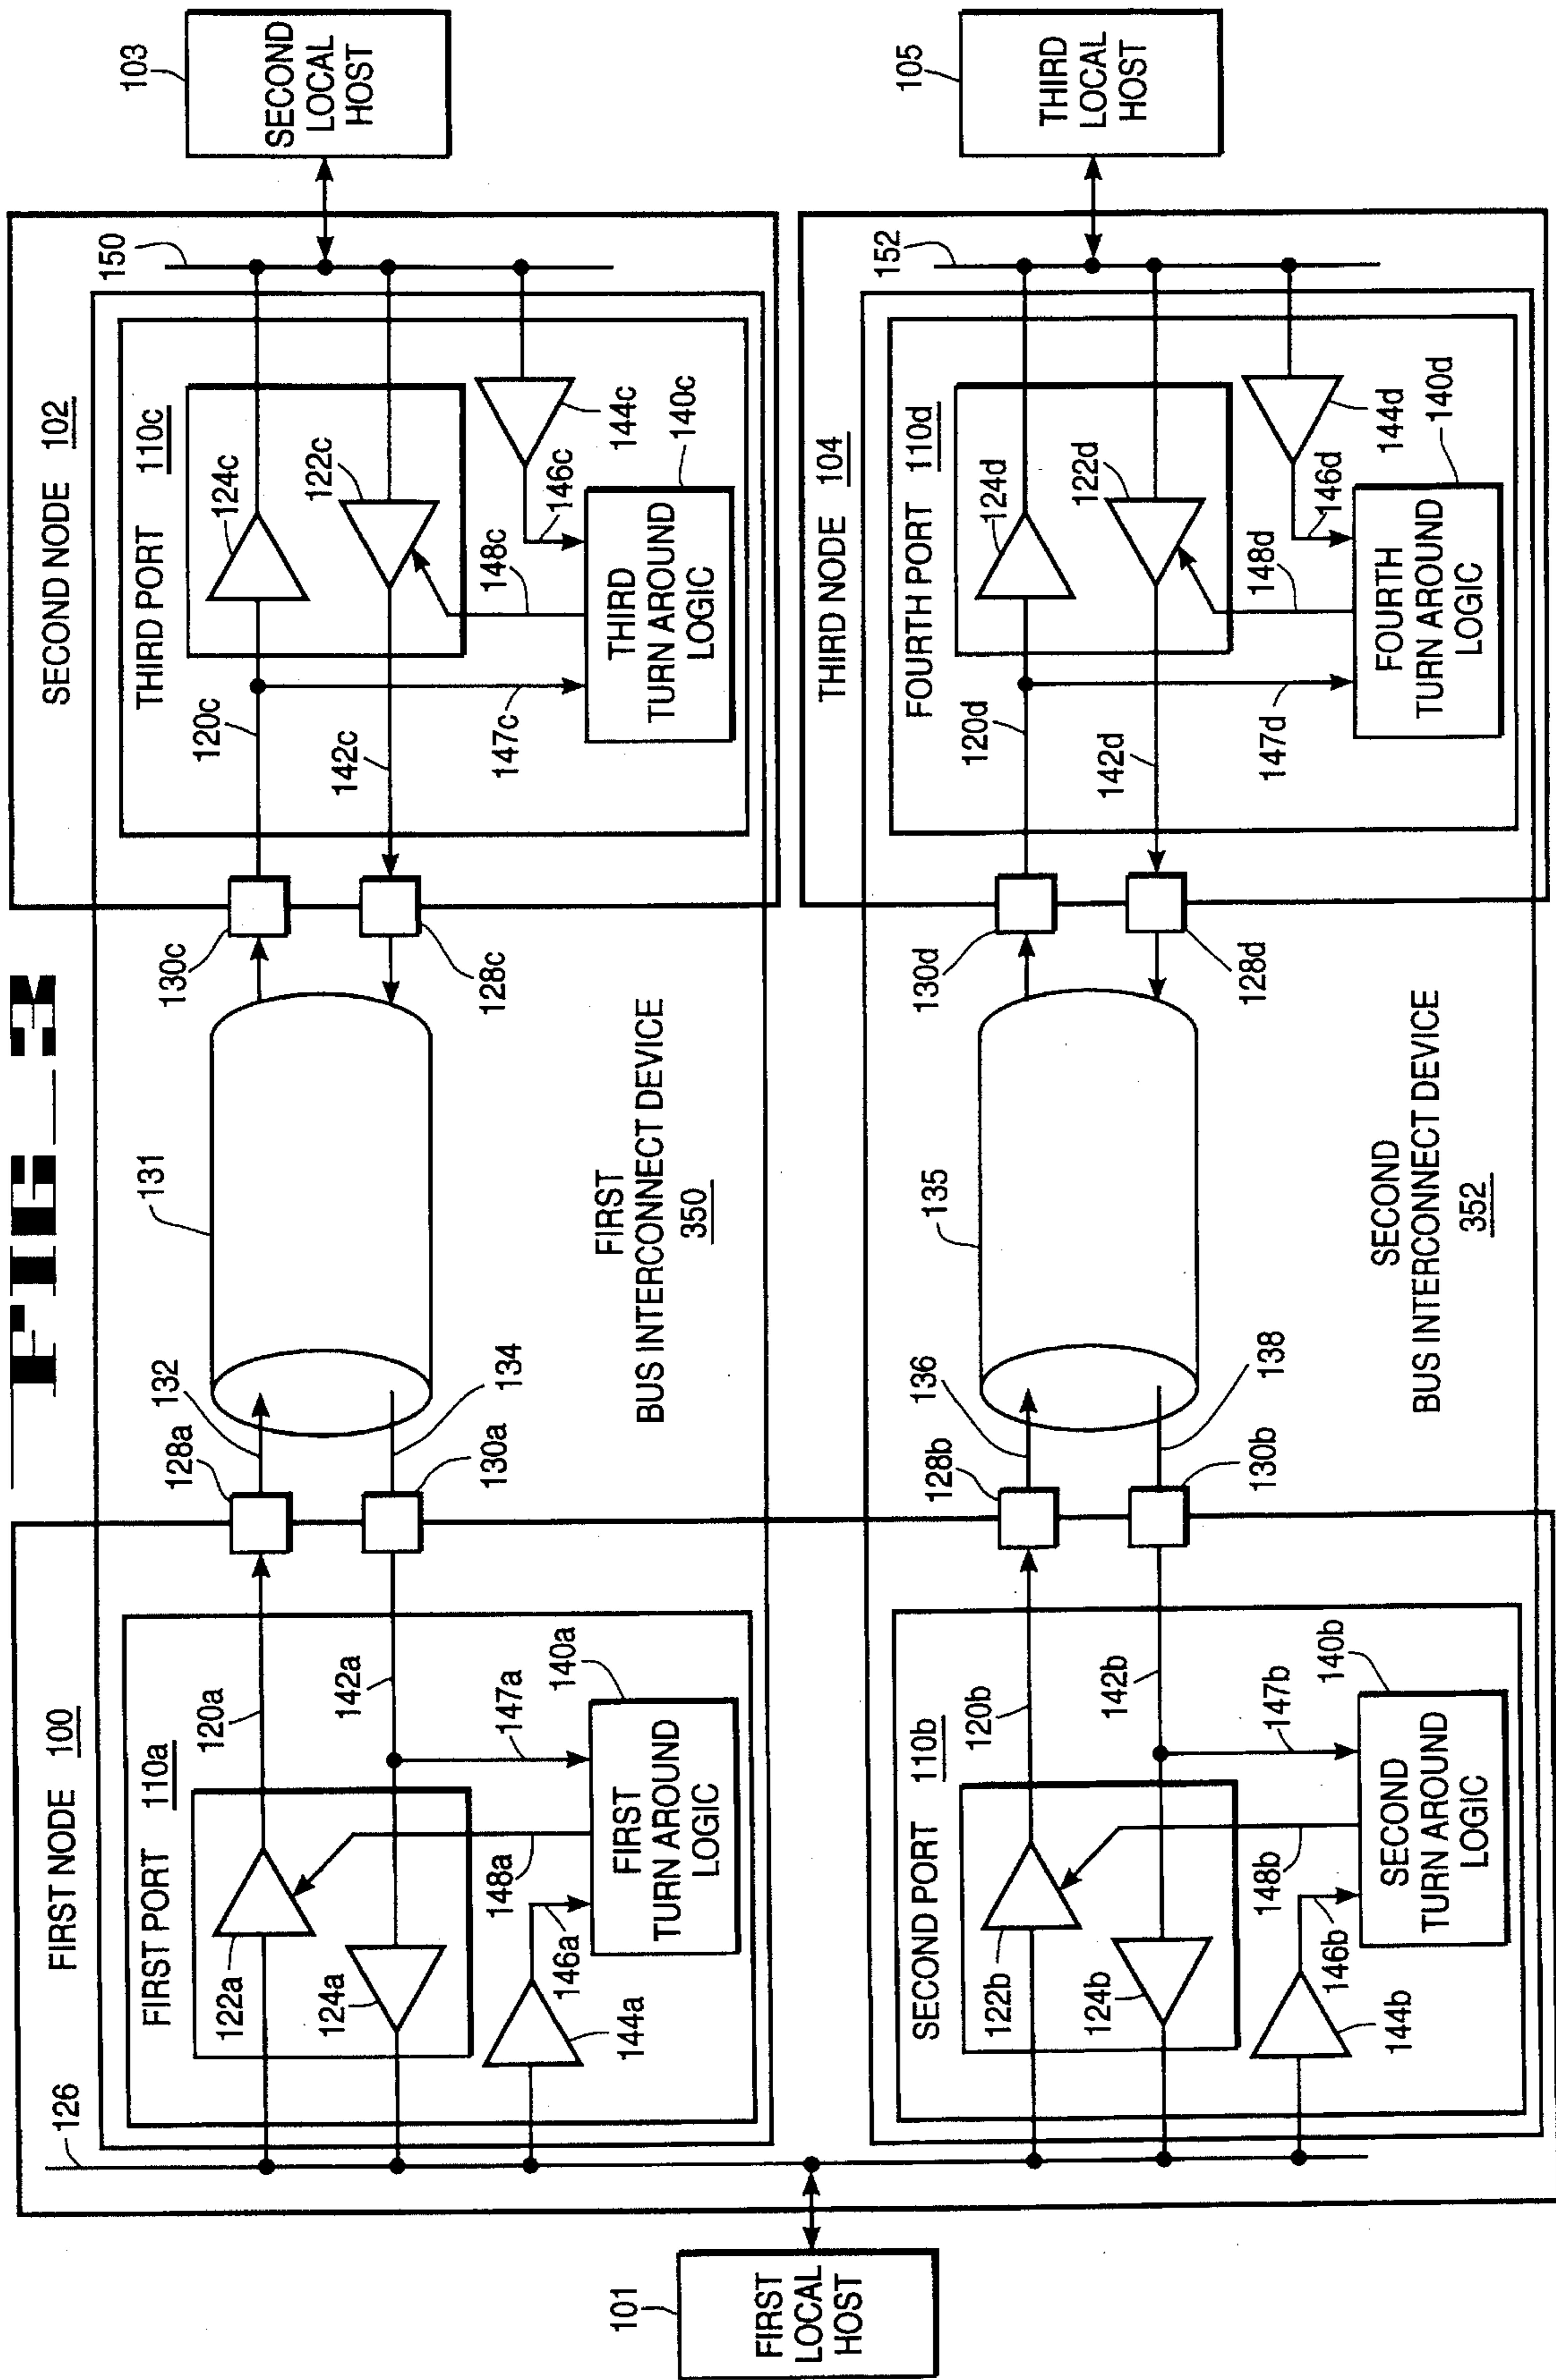 FIG_3
FIRST NODE 100
126
FIRST PORT 110a
122a
124a
120a
142a
144a
146a
148a
147a
140a
FIRST
TURN AROUND
LOGIC
128a
130a
132
134
131
FIRST
BUS INTERCONNECT DEVICE
350
130c
128c
SECOND NODE 102
THIRD PORT 110c
120c
142c
124c
122c
147c
148c
146c
144c
140c
THIRD
TURN AROUND
LOGIC
150
103
SECOND
LOCAL
HOST
101
FIRST
LOCAL
HOST
SECOND PORT 110b
122b
124b
120b
142b
144b
146b
148b
147b
140b
SECOND
TURN AROUND
LOGIC
128b
130b
136
138
135
SECOND
BUS INTERCONNECT DEVICE
352
130d
128d
THIRD NODE 104
FOURTH PORT 110d
120d
142d
124d
122d
147d
148d
146d
144d
140d
FOURTH
TURN AROUND
LOGIC
152
105
THIRD
LOCAL
HOST